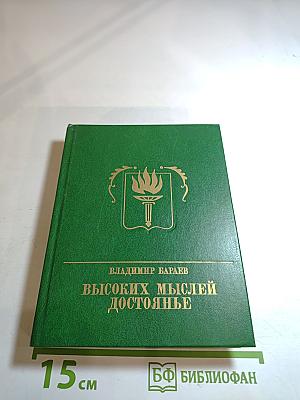 ВЛАДИМИР БАРАЕВ
ВЫСОКИХ МЫСЛЕЙ
ДОСТОЯНЬЕ
15 см
БФ БИБЛИОФАН